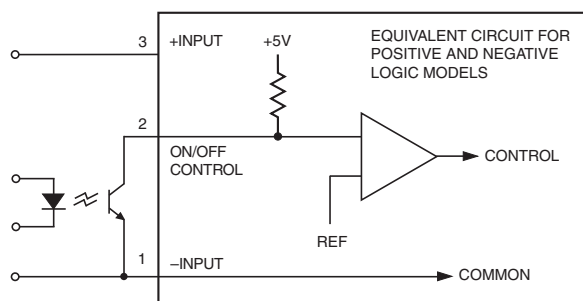 3
+INPUT
+5V
EQUIVALENT CIRCUIT FOR
POSITIVE AND NEGATIVE
LOGIC MODELS
2
ON/OFF
CONTROL
CONTROL
REF
1
–INPUT
COMMON